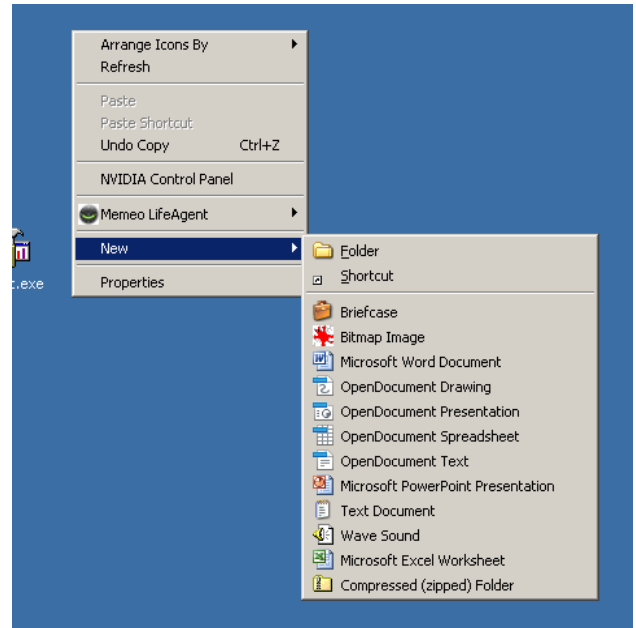 Arrange Icons By
Refresh
Paste
Paste Shortcut
Undo Copy Ctrl+Z
NVIDIA Control Panel
Memeo LifeAgent
New
Properties
.exe
Folder
Shortcut
Briefcase
Bitmap Image
Microsoft Word Document
OpenDocument Drawing
OpenDocument Presentation
OpenDocument Spreadsheet
OpenDocument Text
Microsoft PowerPoint Presentation
Text Document
Wave Sound
Microsoft Excel Worksheet
Compressed (zipped) Folder